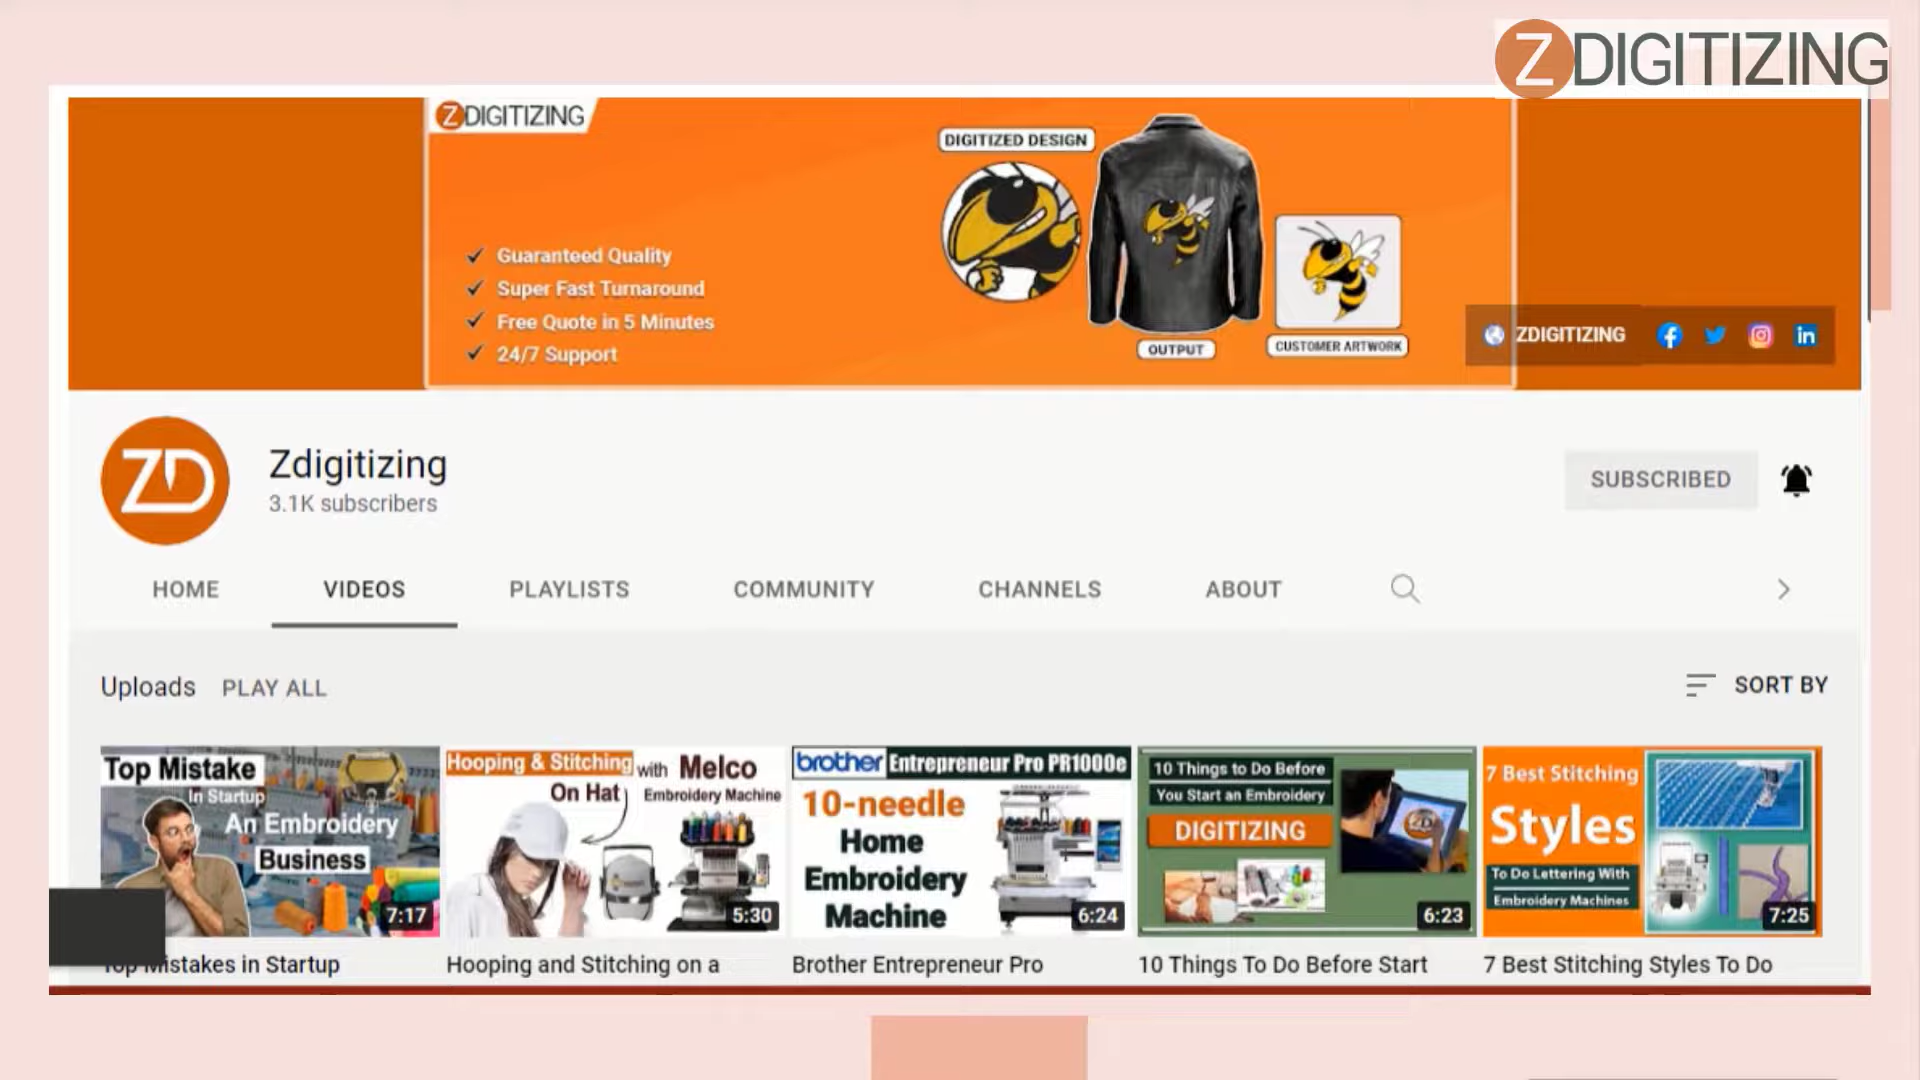 ZDIGITIZING
ZDIGITIZING
DIGITIZED DESIGN
Guaranteed Quality
Super Fast Turnaround
Free Quote in 5 Minutes
24/7 Support
OUTPUT
CUSTOMER ARTWORK
ZDIGITIZING
ZD
Zdigitizing
3.1K subscribers
SUBSCRIBED
HOME VIDEOS PLAYLISTS COMMUNITY CHANNELS ABOUT
Uploads PLAY ALL
SORT BY
Top Mistake
In Startup
An Embroidery
Business
7:17
Hooping & Stitching with Melco
On Hat Embroidery Machine
5:30
brother Entrepreneur Pro PR1000e
10-needle
Home
Embroidery
Machine
6:24
10 Things to Do Before
You Start an Embroidery
DIGITIZING
ZD
6:23
7 Best Stitching
Styles
To Do Lettering With
Embroidery Machines
7:25
Top Mistakes in Startup
Hooping and Stitching on a
Brother Entrepreneur Pro
10 Things To Do Before Start
7 Best Stitching Styles To Do